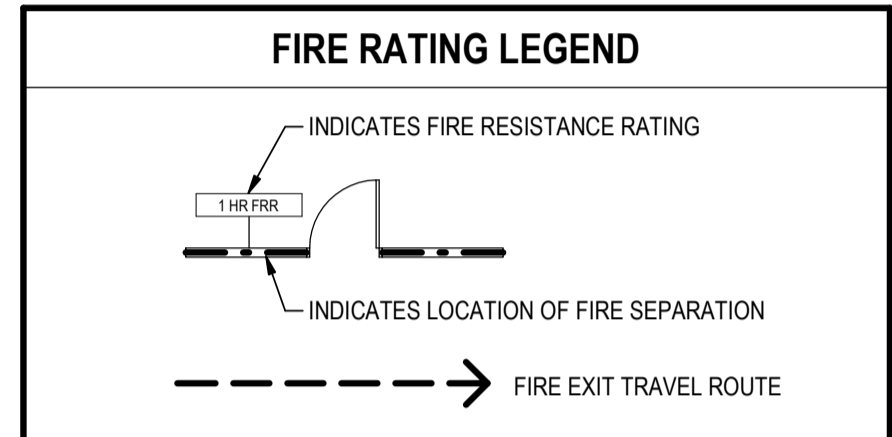 FIRE RATING LEGEND
INDICATES FIRE RESISTANCE RATING
1 HR FRR
INDICATES LOCATION OF FIRE SEPARATION
FIRE EXIT TRAVEL ROUTE